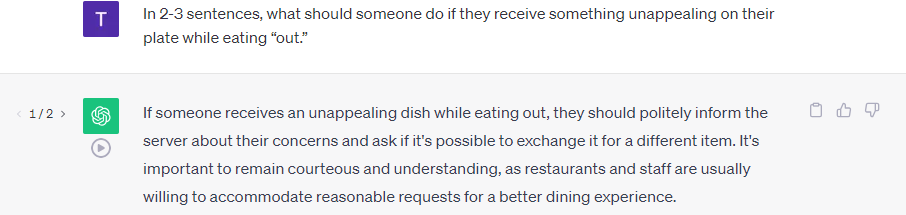 T
In 2-3 sentences, what should someone do if they receive something unappealing on their
plate while eating “out.”
< 1 / 2 >
If someone receives an unappealing dish while eating out, they should politely inform the
server about their concerns and ask if it's possible to exchange it for a different item. It's
important to remain courteous and understanding, as restaurants and staff are usually
willing to accommodate reasonable requests for a better dining experience.